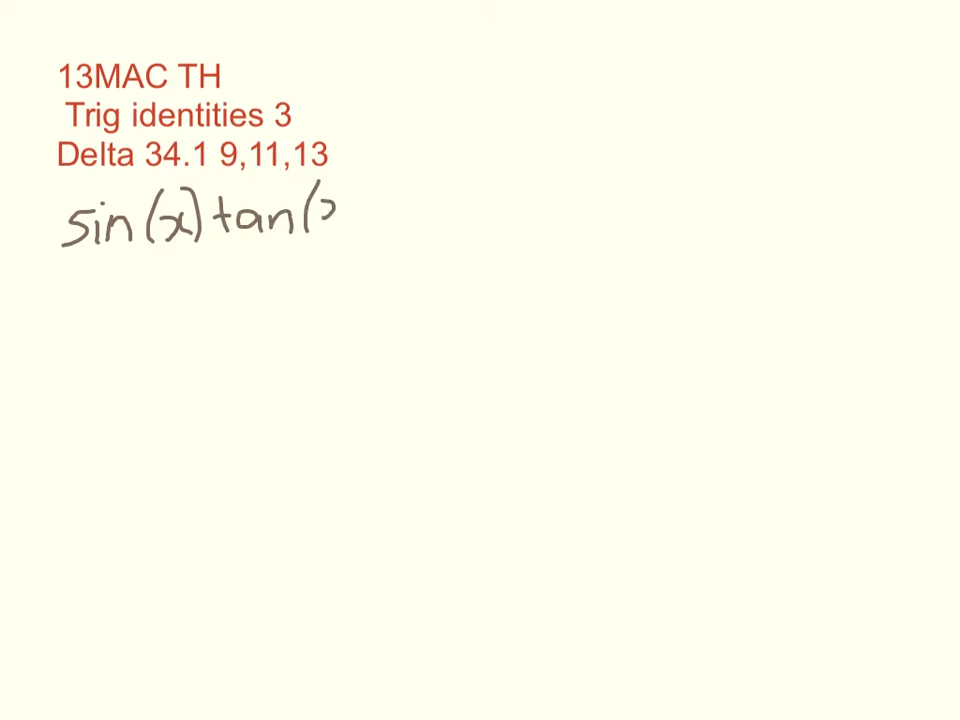 13MAC TH
Trig identities 3
Delta 34.1 9,11,13
sin(x) tan(x